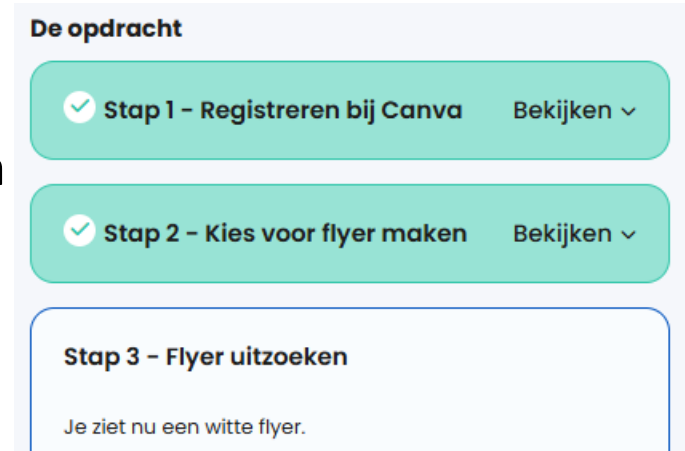 De opdracht
Stap 1 - Registreren bij Canva Bekijken
n
Stap 2 - Kies voor flyer maken Bekijken
Stap 3 - Flyer uitzoeken
Je ziet nu een witte flyer.